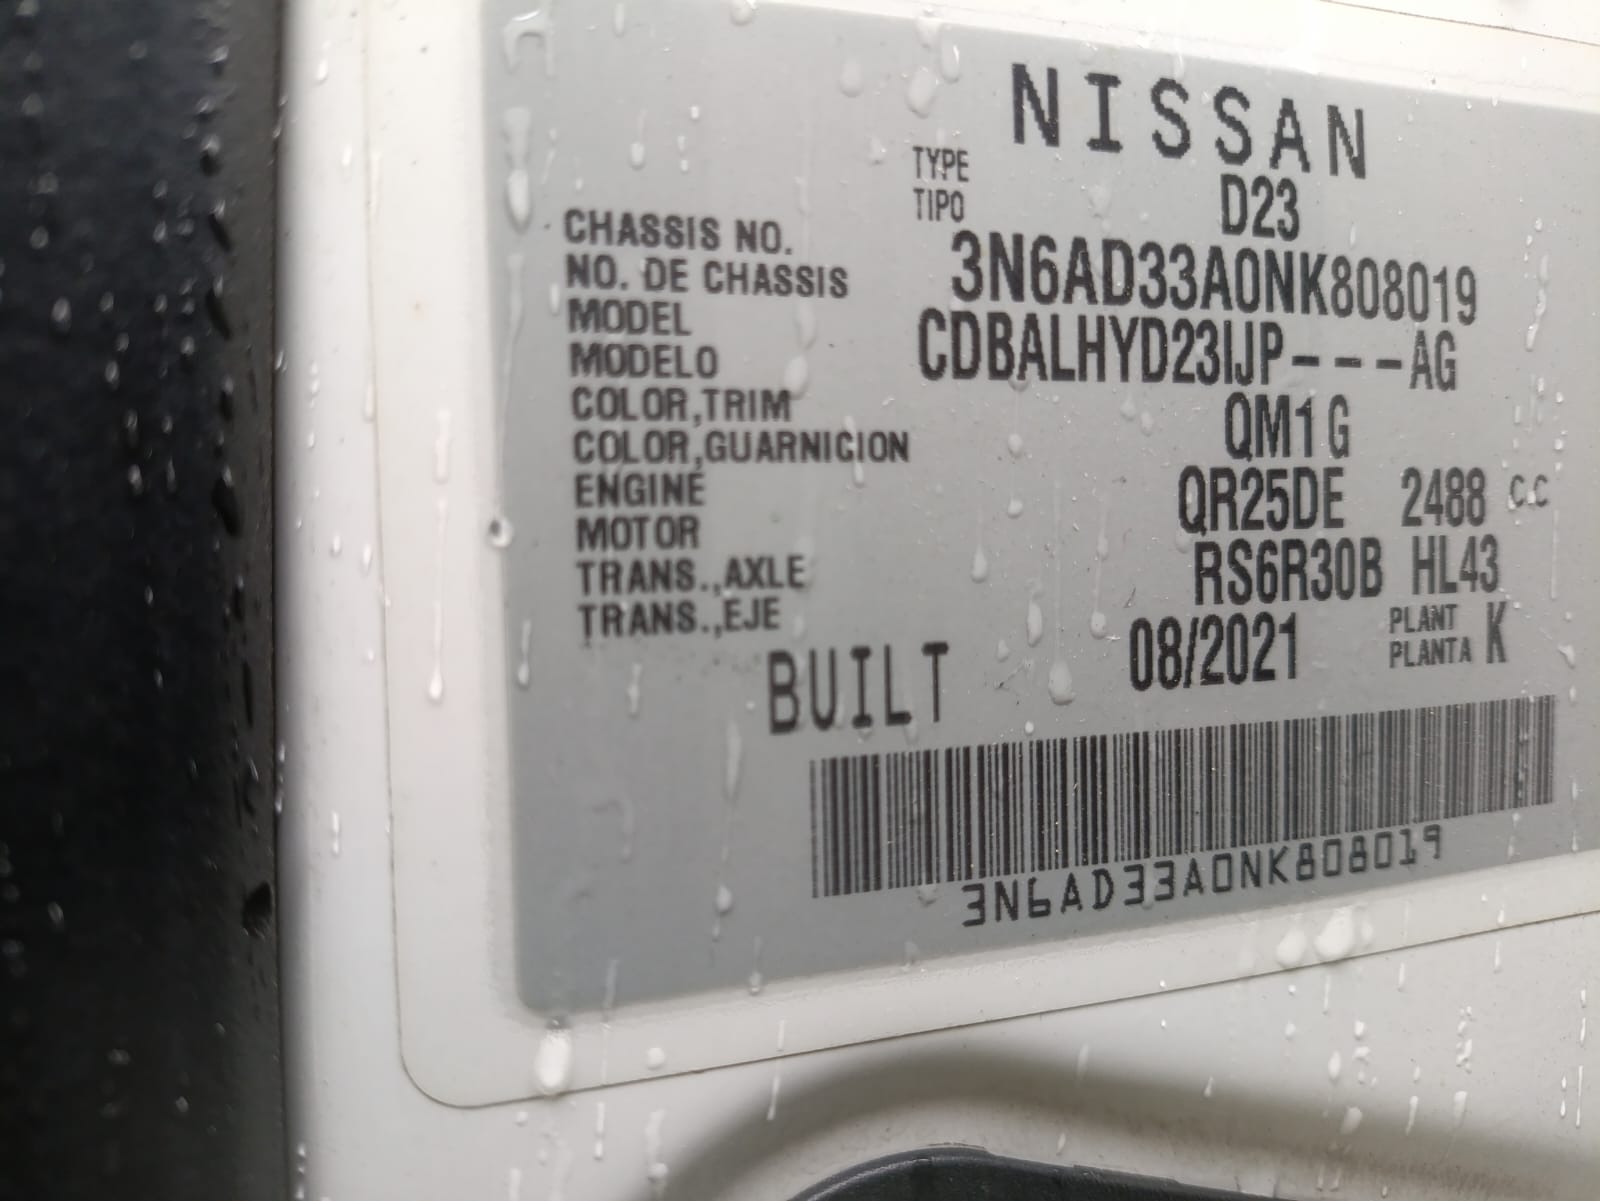 NISSAN
TYPE
TIPO D23
CHASSIS NO.
NO. DE CHASSIS 3N6AD33A0NK808019
MODEL
MODELO CDBALHYD23IJP---AG
COLOR,TRIM
COLOR,GUARNICION QM1 G
ENGINE
MOTOR QR25DE 2488 C.C
TRANS.,AXLE
TRANS.,EJE RS6R30B HL43
BUILT 08/2021 PLANT
PLANTA K
3N6AD33A0NK808019